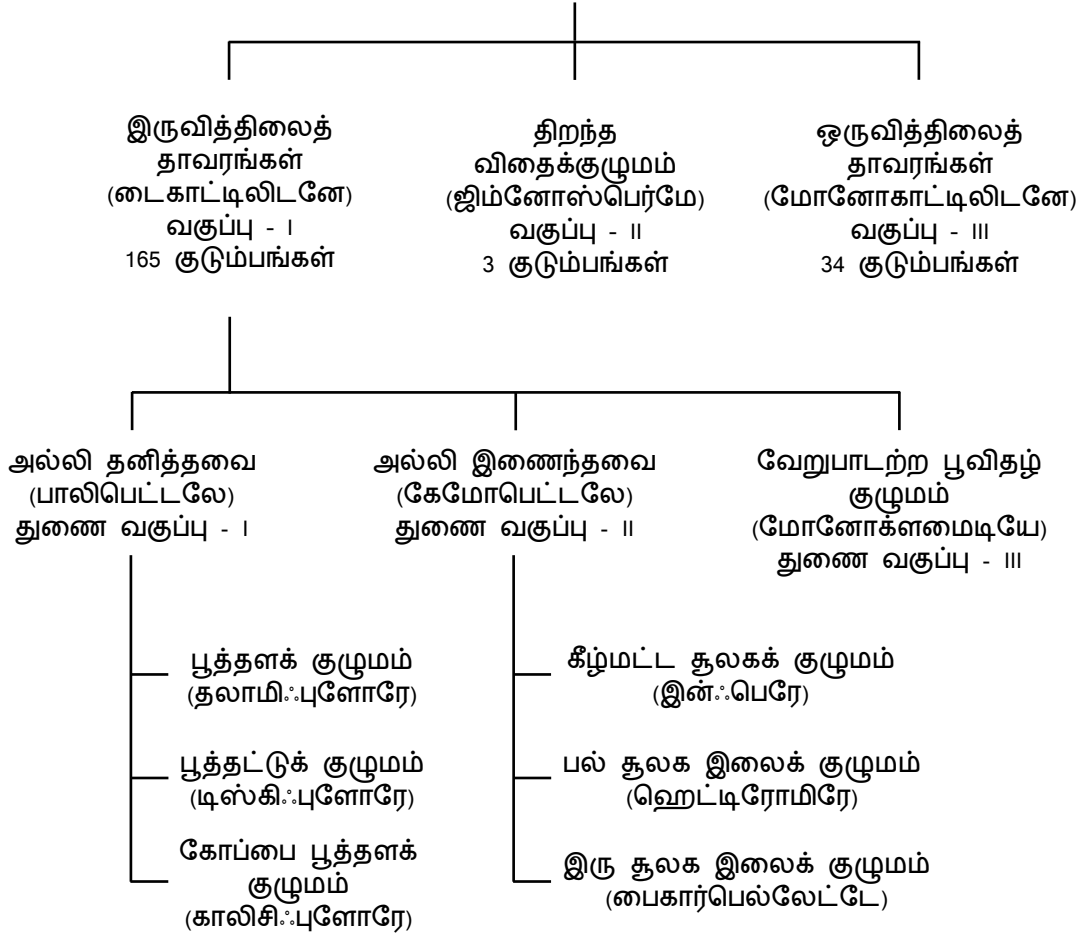 இருவித்திலைத்
தாவரங்கள்
(டைகாட்டிலிடனே)
வகுப்பு - I
165 குடும்பங்கள்
திறந்த
விதைக்குழுமம்
(ஜிம்னோஸ்பெர்மே)
வகுப்பு - II
3 குடும்பங்கள்
ஒருவித்திலைத்
தாவரங்கள்
(மோனோகாட்டிலிடனே)
வகுப்பு - III
34 குடும்பங்கள்
அல்லி தனித்தவை
(பாலிபெட்டலே)
துணை வகுப்பு - I
அல்லி இணைந்தவை
(கேமோபெட்டலே)
துணை வகுப்பு - II
வேறுபாடற்ற பூவிதழ்
குழுமம்
(மோனோக்ளமைடியே)
துணை வகுப்பு - III
பூத்தளக் குழுமம்
(தலாமிஃபுளோரே)
பூத்தட்டுக் குழுமம்
(டிஸ்கிஃபுளோரே)
கோப்பை பூத்தளக்
குழுமம்
(காலிசிஃபுளோரே)
கீழ்மட்ட சூலகக் குழுமம்
(இன்ஃபெரே)
பல் சூலக இலைக் குழுமம்
(ஹெட்டிரோமிரே)
இரு சூலக இலைக் குழுமம்
(பைகார்பெல்லேட்டே)